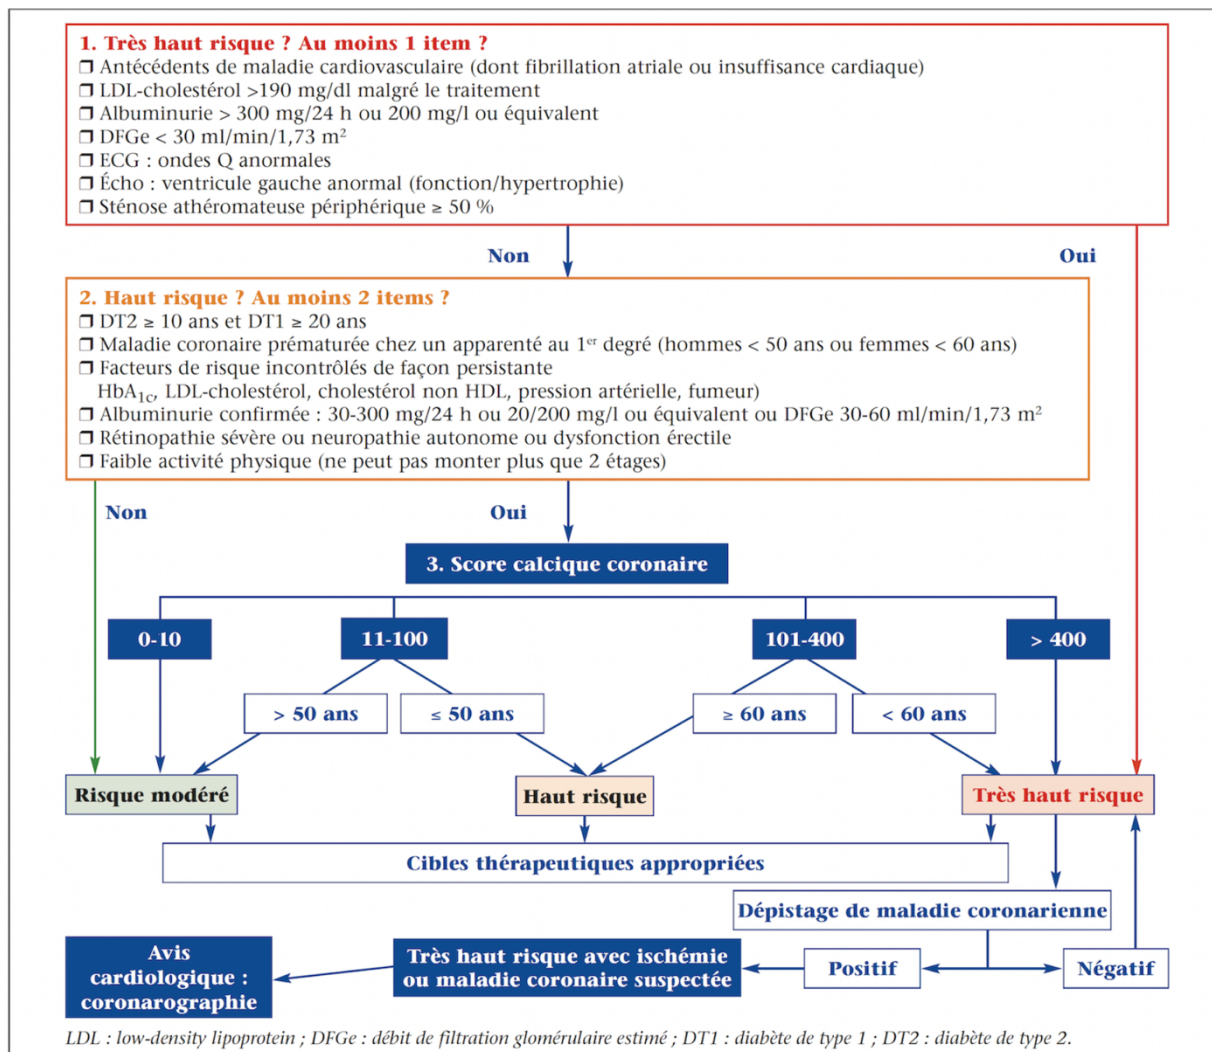 1. Très haut risque ? Au moins 1 item ?
❐ Antécédents de maladie cardiovasculaire (dont fibrillation atriale ou insuffisance cardiaque)
❐ LDL-cholestérol >190 mg/dl malgré le traitement
❐ Albuminurie > 300 mg/24 h ou 200 mg/l ou équivalent
❐ DFGe < 30 ml/min/1,73 m²
❐ ECG : ondes Q anormales
❐ Écho : ventricule gauche anormal (fonction/hypertrophie)
❐ Sténose athéromateuse périphérique ≥ 50 %
Non
Oui
2. Haut risque ? Au moins 2 items ?
❐ DT2 ≥ 10 ans et DT1 ≥ 20 ans
❐ Maladie coronaire prématurée chez un apparenté au 1er degré (hommes < 50 ans ou femmes < 60 ans)
❐ Facteurs de risque incontrôlés de façon persistante
HbA1c, LDL-cholestérol, cholestérol non HDL, pression artérielle, fumeur)
❐ Albuminurie confirmée : 30-300 mg/24 h ou 20/200 mg/l ou équivalent ou DFGe 30-60 ml/min/1,73 m²
❐ Rétinopathie sévère ou neuropathie autonome ou dysfonction érectile
❐ Faible activité physique (ne peut pas monter plus que 2 étages)
Non
Oui
3. Score calcique coronaire
0-10
11-100
101-400
> 400
> 50 ans
≤ 50 ans
≥ 60 ans
< 60 ans
Risque modéré
Haut risque
Très haut risque
Cibles thérapeutiques appropriées
Dépistage de maladie coronarienne
Avis
cardiologique :
coronarographie
Très haut risque avec ischémie
ou maladie coronaire suspectée
Positif
Négatif
LDL : low-density lipoprotein ; DFGe : débit de filtration glomérulaire estimé ; DT1 : diabète de type 1 ; DT2 : diabète de type 2.